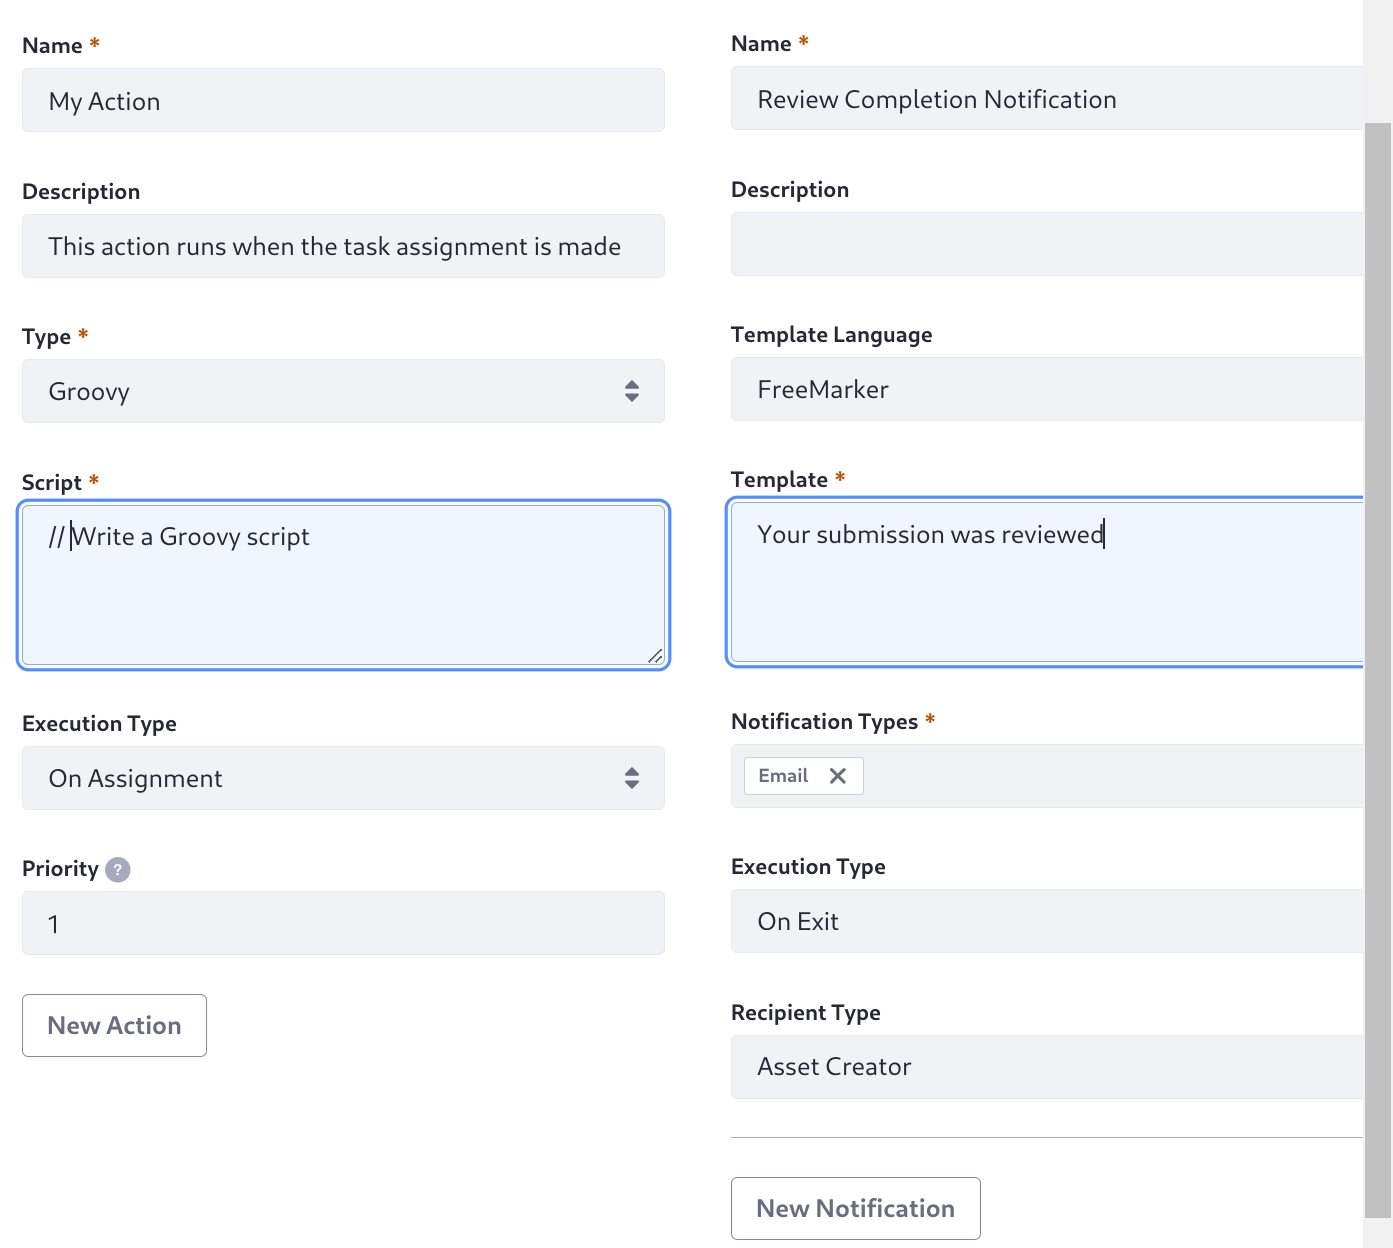 Name *
My Action
Description
This action runs when the task assignment is made
Type *
Groovy
Script *
// Write a Groovy script
Execution Type
On Assignment
Priority ?
1
New Action
Name *
Review Completion Notification
Description
Template Language
FreeMarker
Template *
Your submission was reviewed
Notification Types *
Email
Execution Type
On Exit
Recipient Type
Asset Creator
New Notification